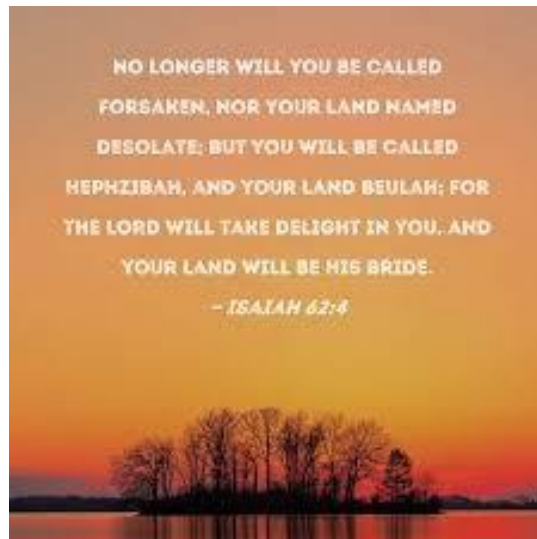 NO LONGER WILL YOU BE CALLED
FORSAKEN, NOR YOUR LAND NAMED
DESOLATE; BUT YOU WILL BE CALLED
HEPHZIBAH, AND YOUR LAND BEULAH; FOR
THE LORD WILL TAKE DELIGHT IN YOU, AND
YOUR LAND WILL BE HIS BRIDE.
– ISAIAH 62:4